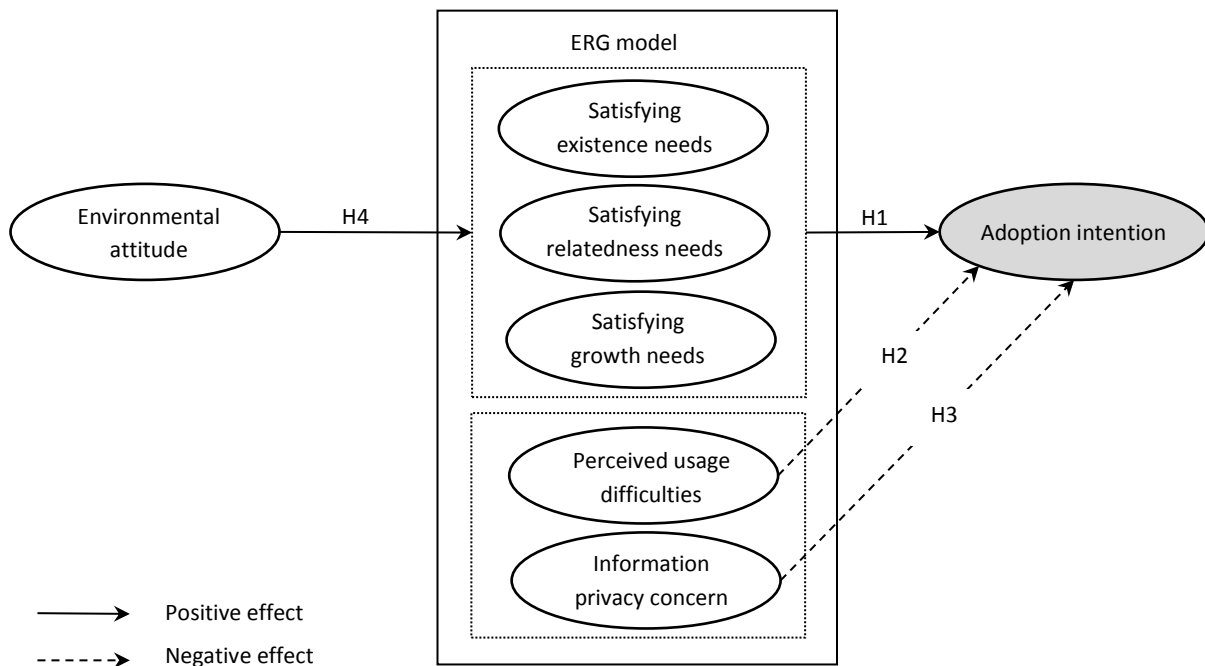 ERG model
Satisfying
existence needs
Environmental
attitude
H4
Satisfying
relatedness needs
H1
Adoption intention
Satisfying
growth needs
H2
H3
Perceived usage
difficulties
Information
privacy concern
Positive effect
Negative effect